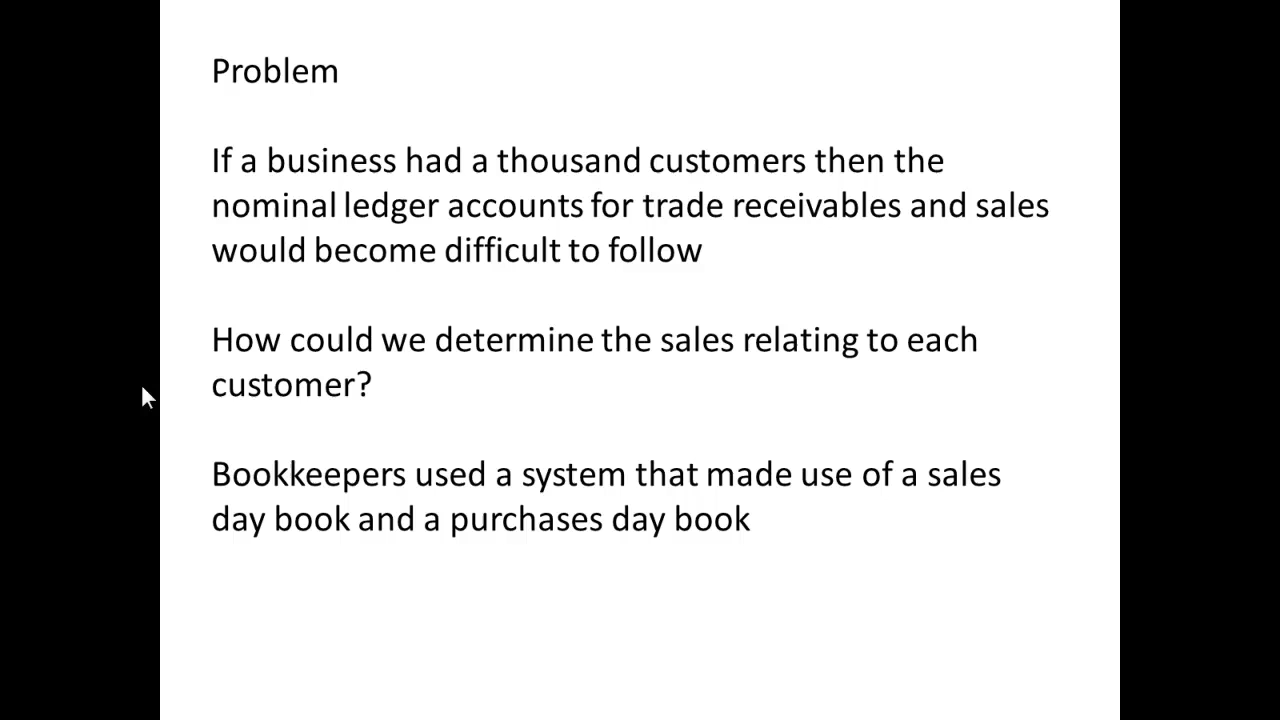 Problem
If a business had a thousand customers then the
nominal ledger accounts for trade receivables and sales
would become difficult to follow
How could we determine the sales relating to each
customer?
Bookkeepers used a system that made use of a sales
day book and a purchases day book